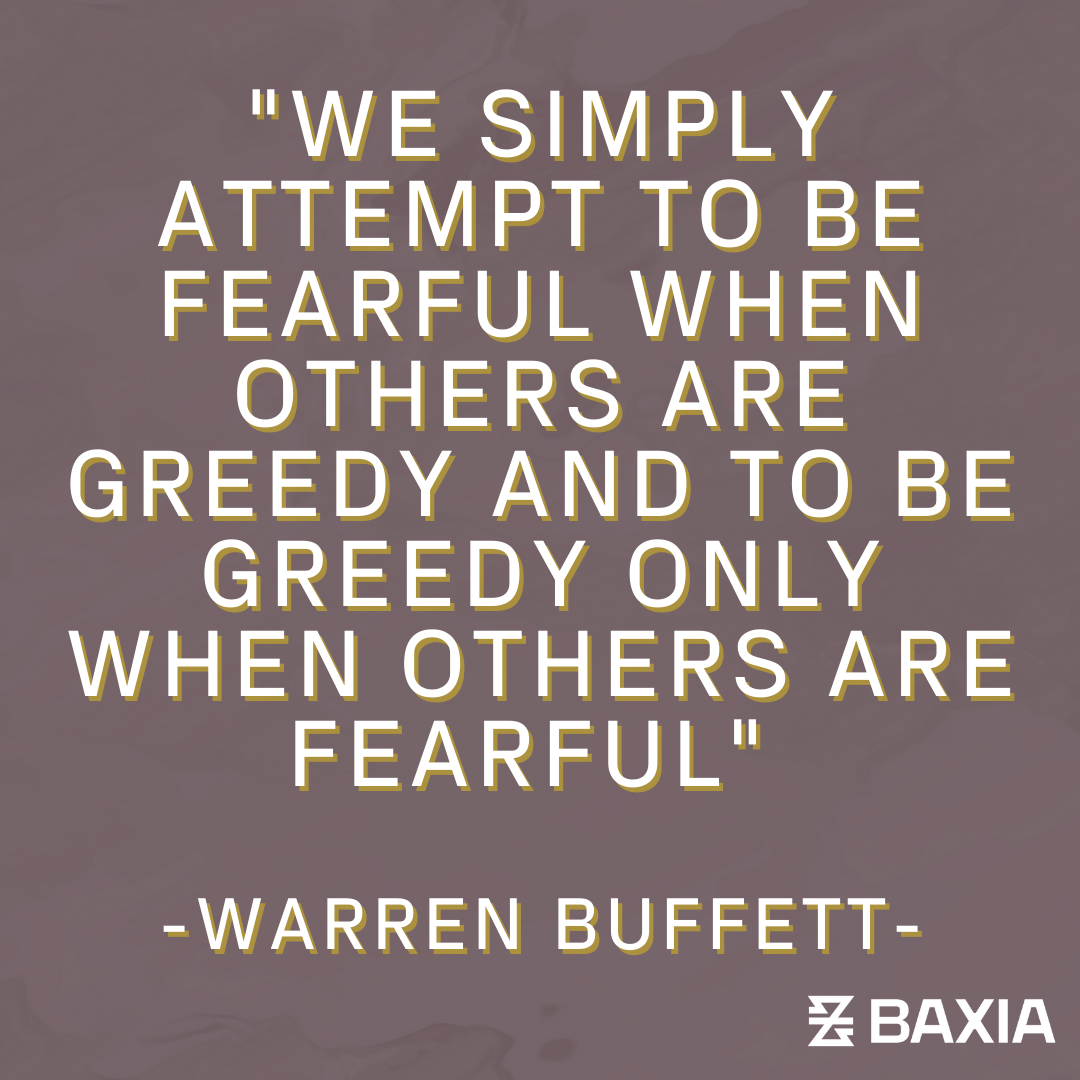 "WE SIMPLY
ATTEMPT TO BE
FEARFUL WHEN
OTHERS ARE
GREEDY AND TO BE
GREEDY ONLY
WHEN OTHERS ARE
FEARFUL"
-WARREN BUFFETT-
BAXIA